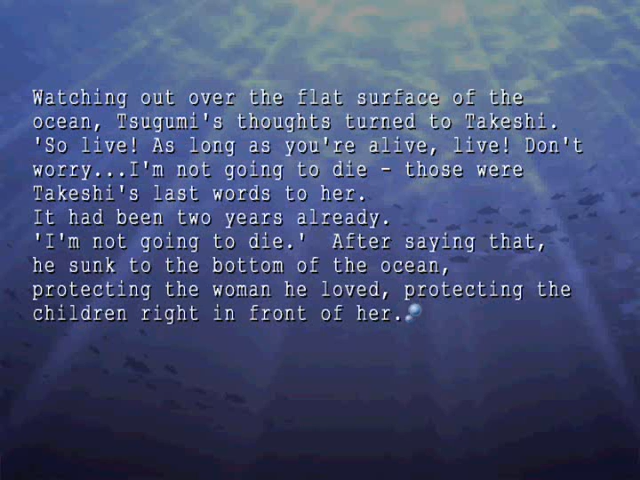 Watching out over the flat surface of the
ocean, Tsugumi's thoughts turned to Takeshi.
'So live! As long as you're alive, live! Don't
worry...I'm not going to die – those were
Takeshi's last words to her.
It had been two years already.
'I'm not going to die.'  After saying that,
he sunk to the bottom of the ocean,
protecting the woman he loved, protecting the
children right in front of her.